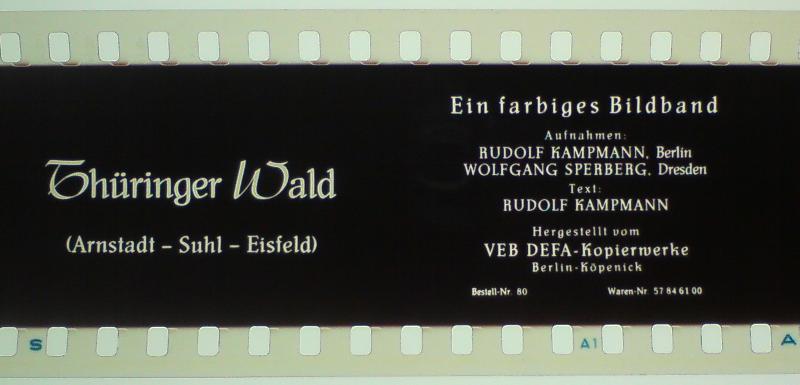 Thüringer Wald
(Arnstadt – Suhl – Eisfeld)
Ein farbiges Bildband
Aufnahmen:
RUDOLF KAMPMANN, Berlin
WOLFGANG SPERBERG, Dresden
Text:
RUDOLF KAMPMANN
Hergestellt vom
VEB DEFA-Kopierwerke
Berlin-Köpenick
Bestell-Nr. 80 Waren-Nr 57 84 61 00
S A1 A